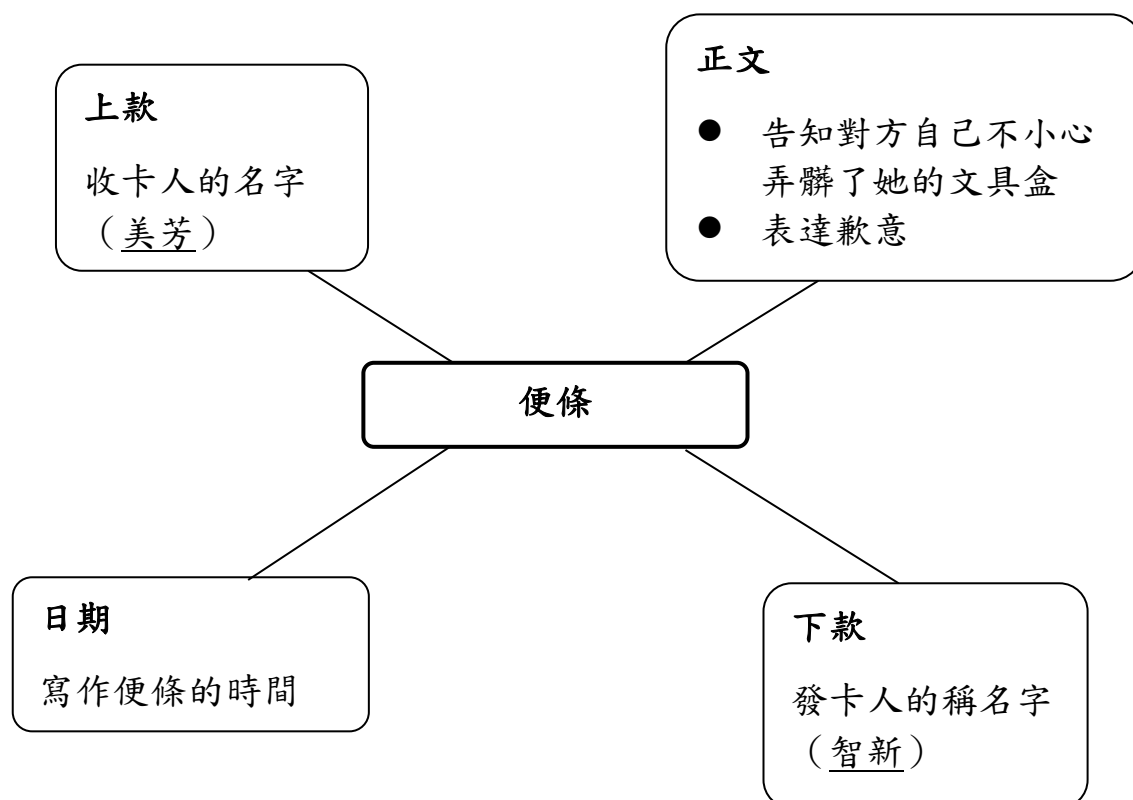 上款
收卡人的名字
（美芳）
正文
● 告知對方自己不小心
弄髒了她的文具盒
● 表達歉意
便條
日期
寫作便條的時間
下款
發卡人的稱名字
（智新）